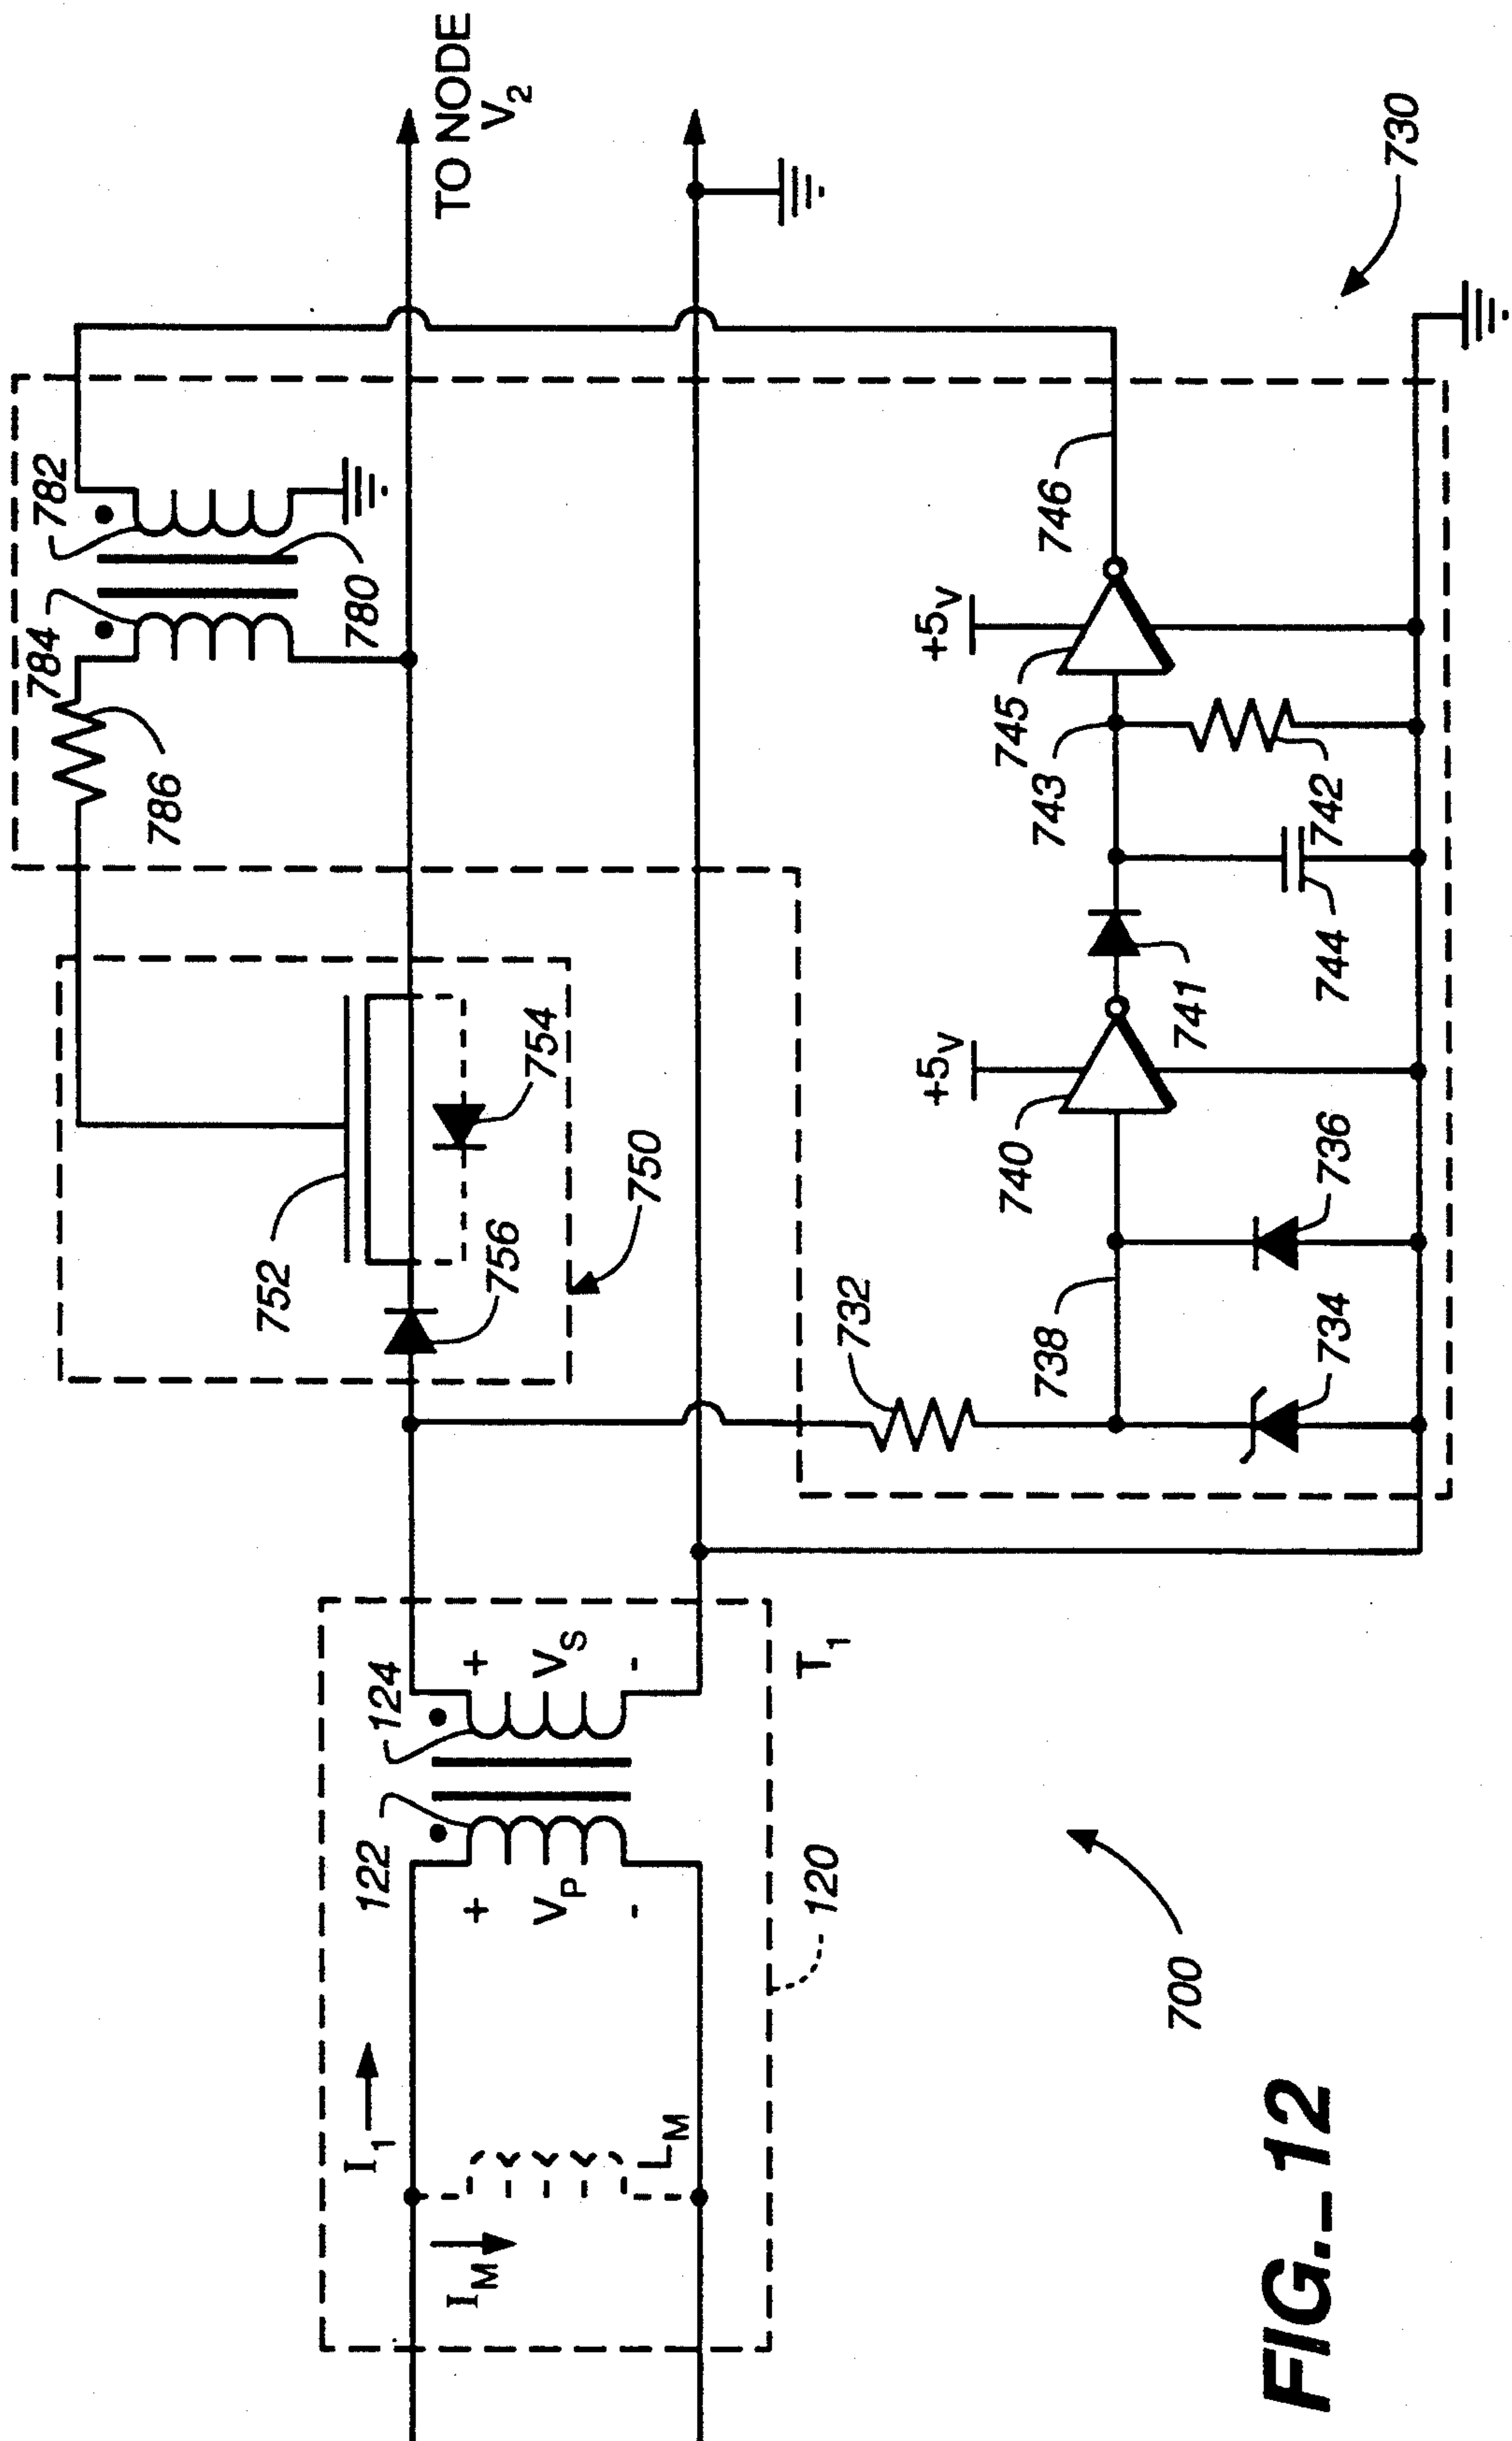 784
782
786
780
TO NODE
V2
752
754
756
750
122
124
I1
IM
LM
+
VP
-
+
VS
-
T1
120
732
738
734
736
740
+5V
741
744
742
743
745
+5V
746
730
700
FIG._12